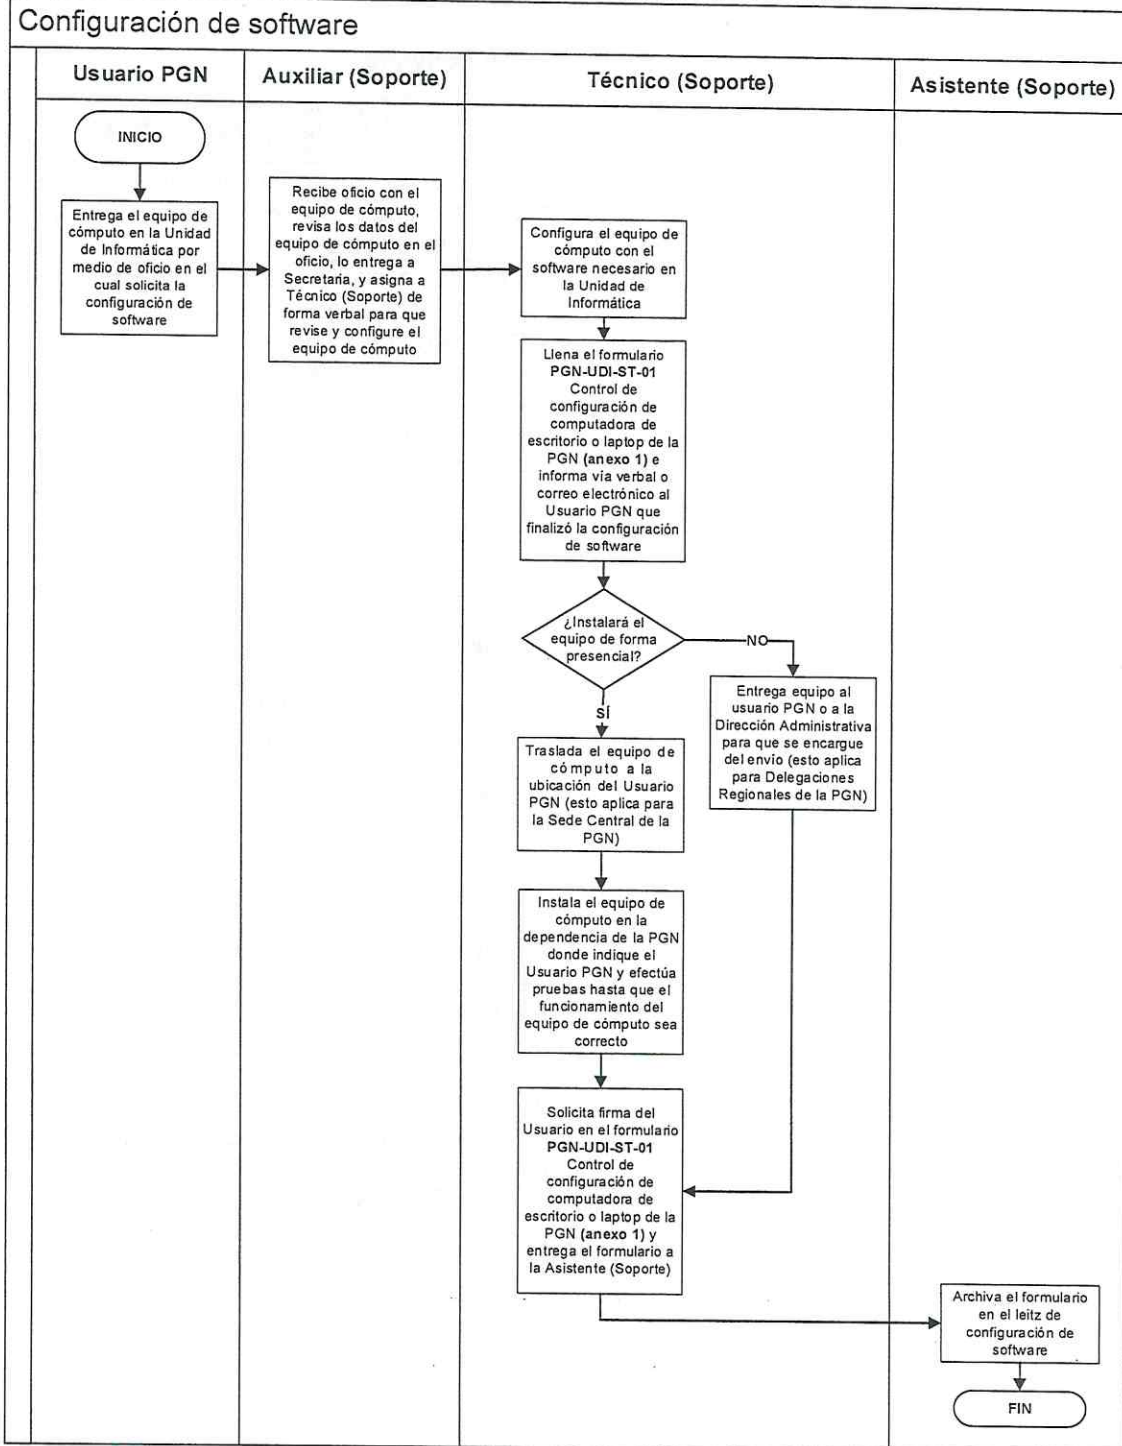 Configuración de software
Usuario PGN
Auxiliar (Soporte)
Técnico (Soporte)
Asistente (Soporte)
INICIO
Entrega el equipo de
cómputo en la Unidad
de Informática por
medio de oficio en el
cual solicita la
configuración de
software
Recibe oficio con el
equipo de cómputo,
revisa los datos del
equipo de cómputo en el
oficio, lo entrega a
Secretaria, y asigna a
Técnico (Soporte) de
forma verbal para que
revise y configure el
equipo de cómputo
Configura el equipo de
cómputo con el
software necesario en
la Unidad de
Informática
Llena el formulario
PGN-UDI-ST-01
Control de
configuración de
computadora de
escritorio o laptop de la
PGN (anexo 1) e
informa vía verbal o
correo electrónico al
Usuario PGN que
finalizó la configuración
de software
¿Instalará el
equipo de forma
presencial?
NO
SÍ
Entrega equipo al
usuario PGN o a la
Dirección Administrativa
para que se encargue
del envío (esto aplica
para Delegaciones
Regionales de la PGN)
Traslada el equipo de
cómputo a la
ubicación del Usuario
PGN (esto aplica para
la Sede Central de la
PGN)
Instala el equipo de
cómputo en la
dependencia de la PGN
donde indique el
Usuario PGN y efectúa
pruebas hasta que el
funcionamiento del
equipo de cómputo sea
correcto
Solicita firma del
Usuario en el formulario
PGN-UDI-ST-01
Control de
configuración de
computadora de
escritorio o laptop de la
PGN (anexo 1) y
entrega el formulario a
la Asistente (Soporte)
Archiva el formulario
en el leitz de
configuración de
software
FIN